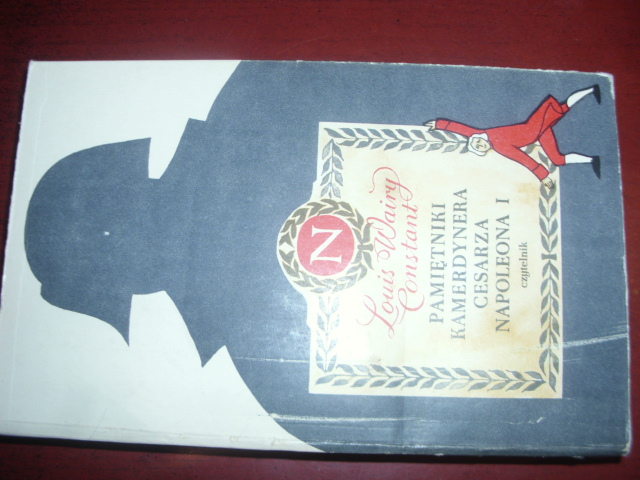 N
Louis Wairy
Constant
PAMIĘTNIKI
KAMERDYNERA
CESARZA
NAPOLEONA I
czytelnik